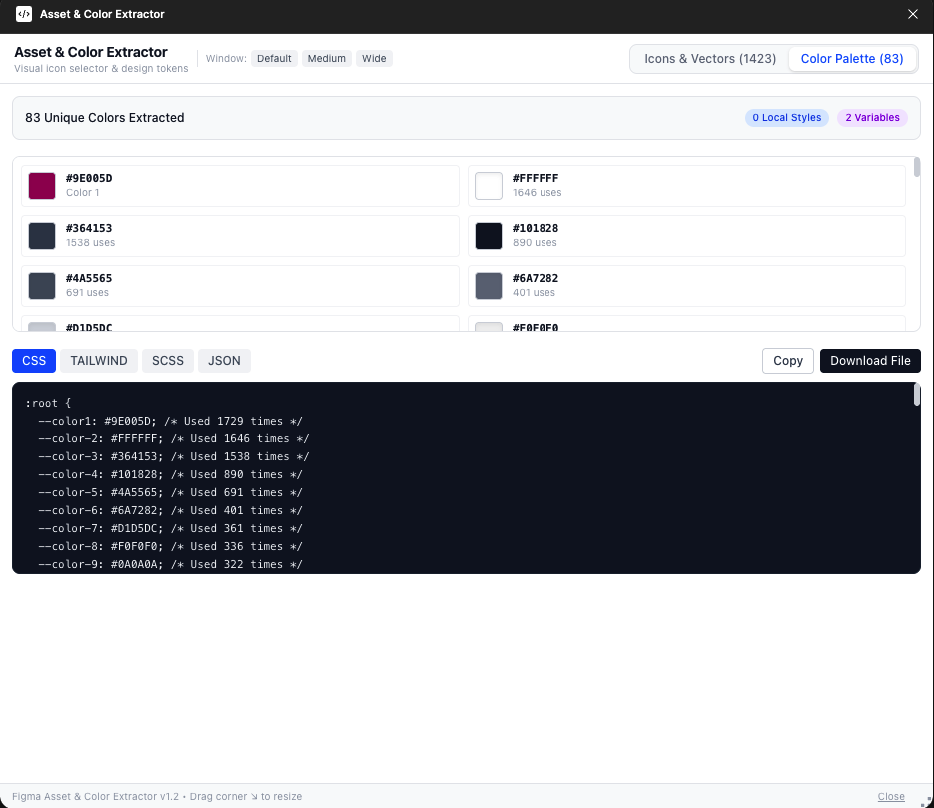 </> Asset & Color Extractor
Asset & Color Extractor
Visual icon selector & design tokens
Window: Default Medium Wide
Icons & Vectors (1423) Color Palette (83)
83 Unique Colors Extracted
0 Local Styles 2 Variables
#9E005D
Color 1
#FFFFFF
1646 uses
#364153
1538 uses
#101828
890 uses
#4A5565
691 uses
#6A7282
401 uses
#D1D5DC
#F0F0F0
CSS TAILWIND SCSS JSON Copy Download File
:root {
--color1: #9E005D; /* Used 1729 times */
--color-2: #FFFFFF; /* Used 1646 times */
--color-3: #364153; /* Used 1538 times */
--color-4: #101828; /* Used 890 times */
--color-5: #4A5565; /* Used 691 times */
--color-6: #6A7282; /* Used 401 times */
--color-7: #D1D5DC; /* Used 361 times */
--color-8: #F0F0F0; /* Used 336 times */
--color-9: #0A0A0A; /* Used 322 times */
Figma Asset & Color Extractor v1.2 • Drag corner ↘ to resize
Close